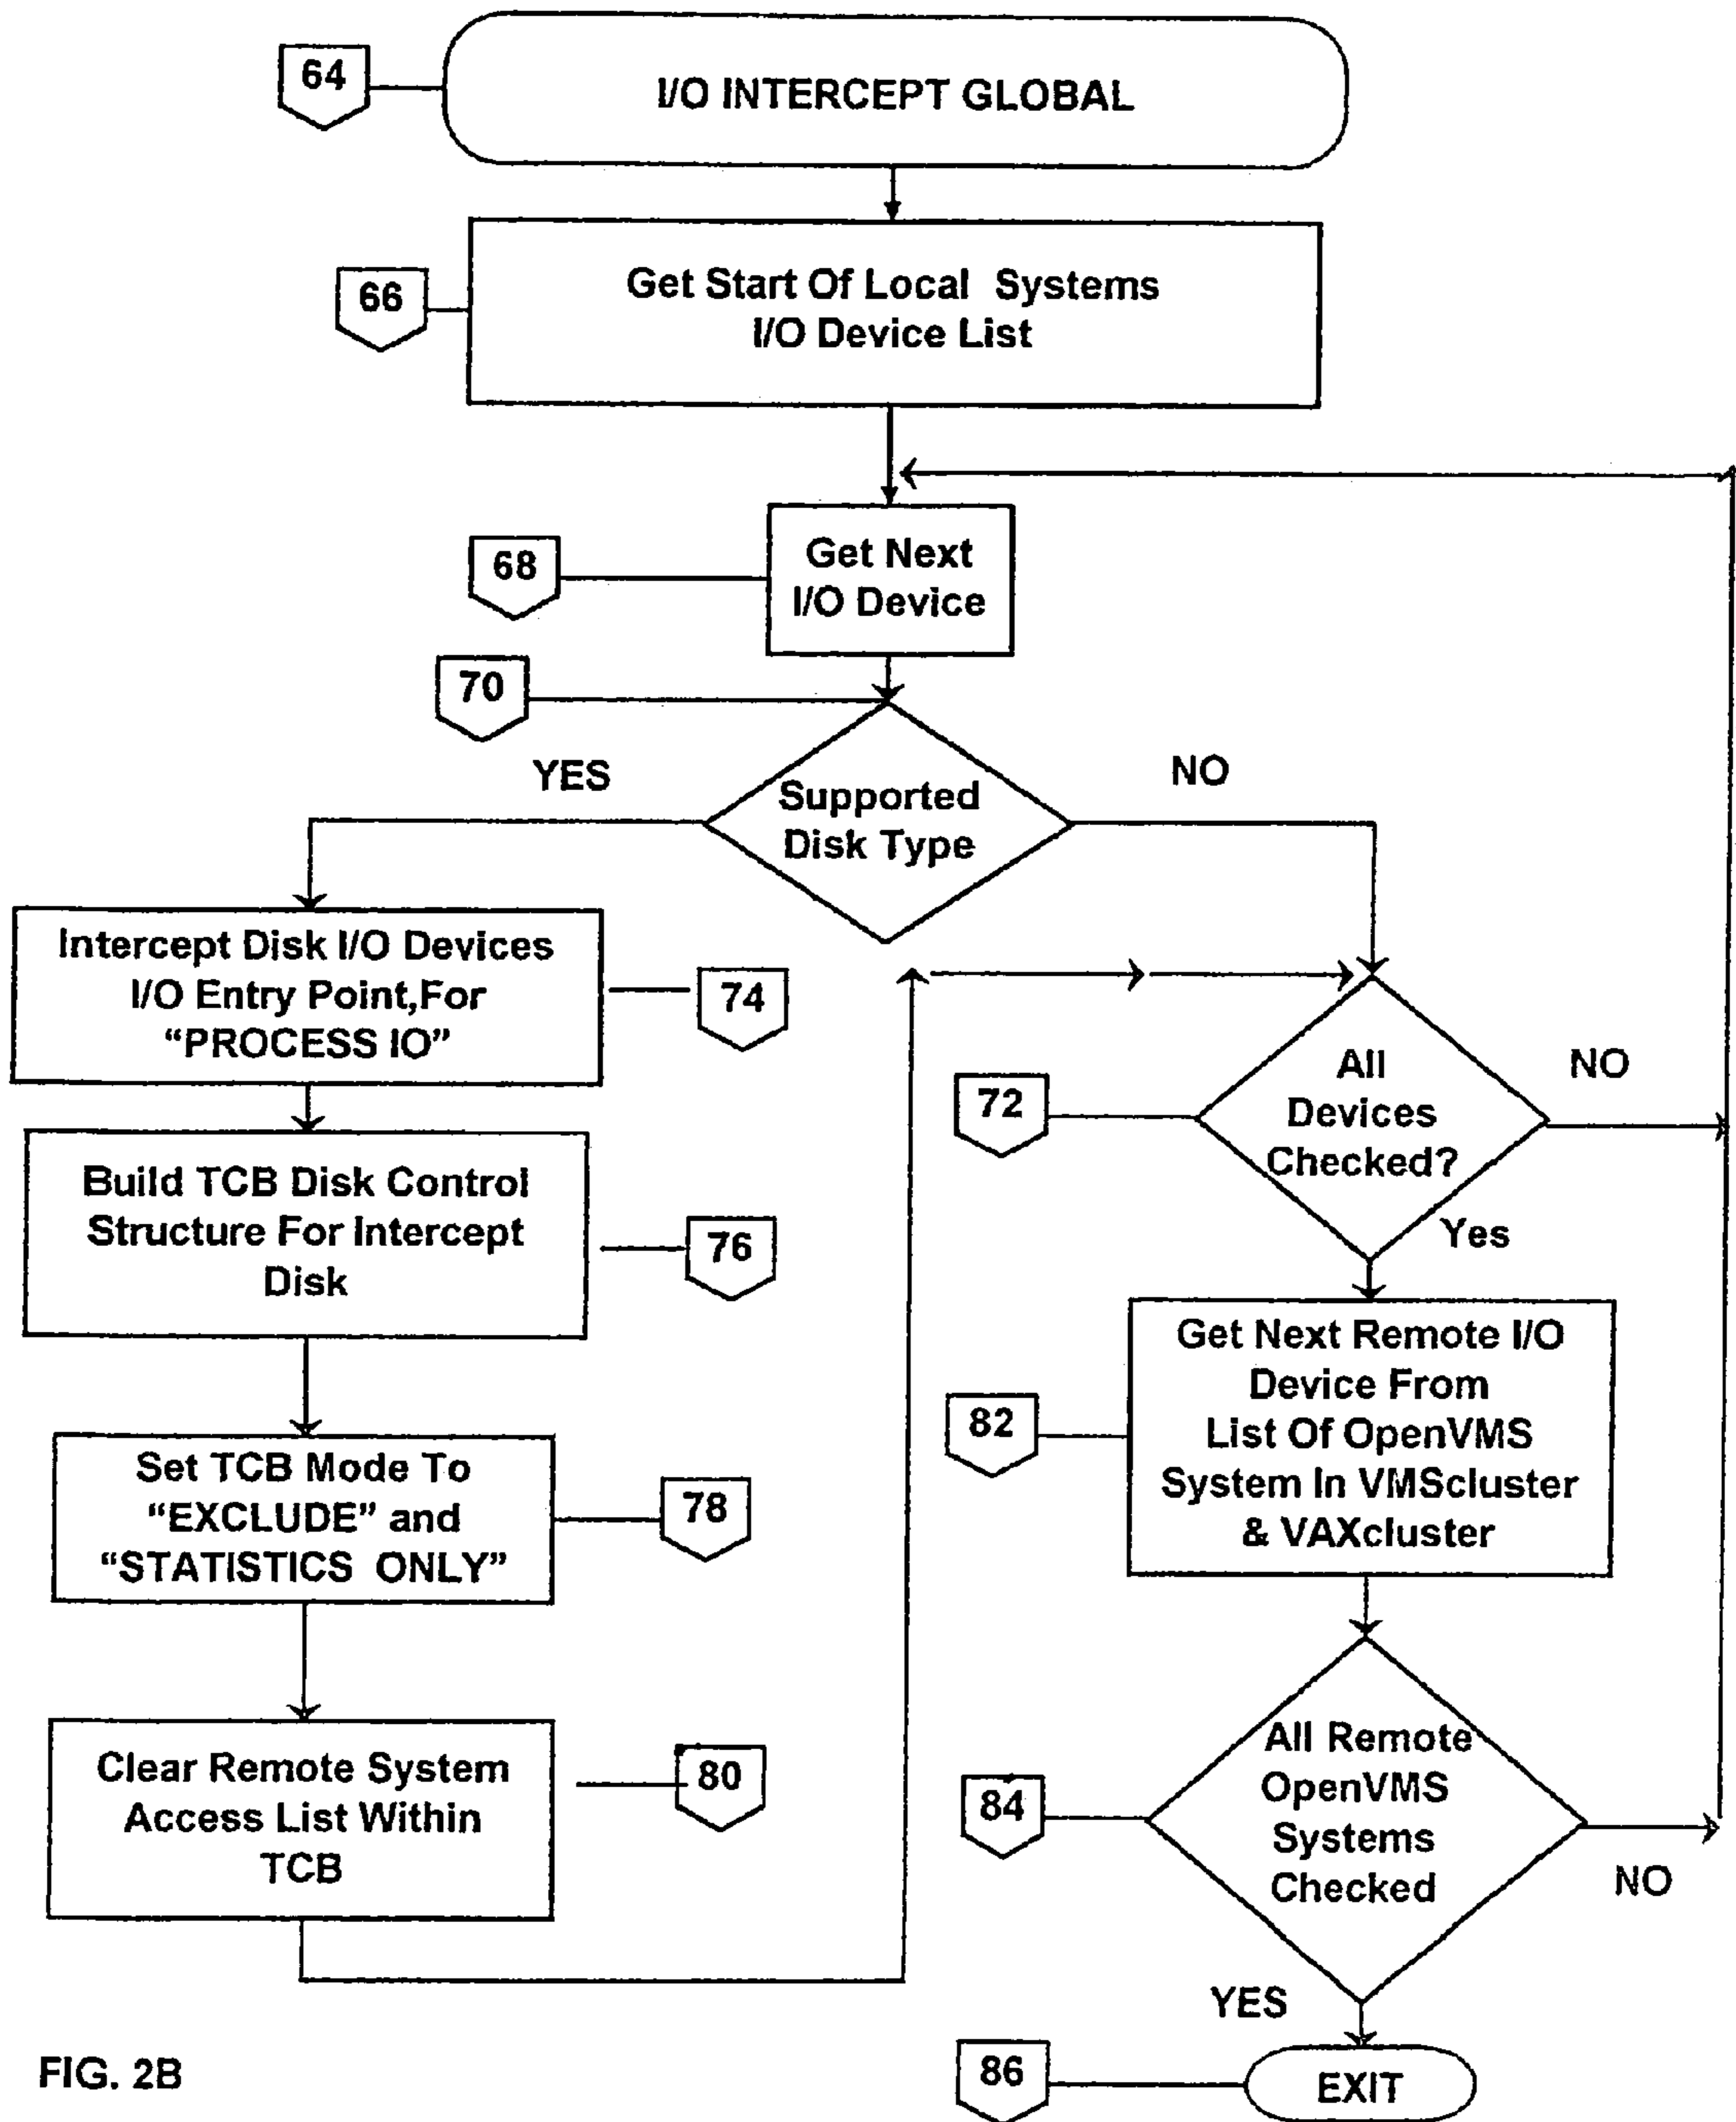 64
I/O INTERCEPT GLOBAL
66
Get Start Of Local Systems
I/O Device List
68
Get Next
I/O Device
70
YES
NO
Supported
Disk Type
Intercept Disk I/O Devices
I/O Entry Point,For
“PROCESS IO”
74
Build TCB Disk Control
Structure For Intercept
Disk
76
Set TCB Mode To
“EXCLUDE” and
“STATISTICS ONLY”
78
Clear Remote System
Access List Within
TCB
80
72
All
Devices
Checked?
NO
Yes
82
Get Next Remote I/O
Device From
List Of OpenVMS
System In VMScluster
& VAXcluster
84
All Remote
OpenVMS
Systems
Checked
NO
YES
86
EXIT
FIG. 2B